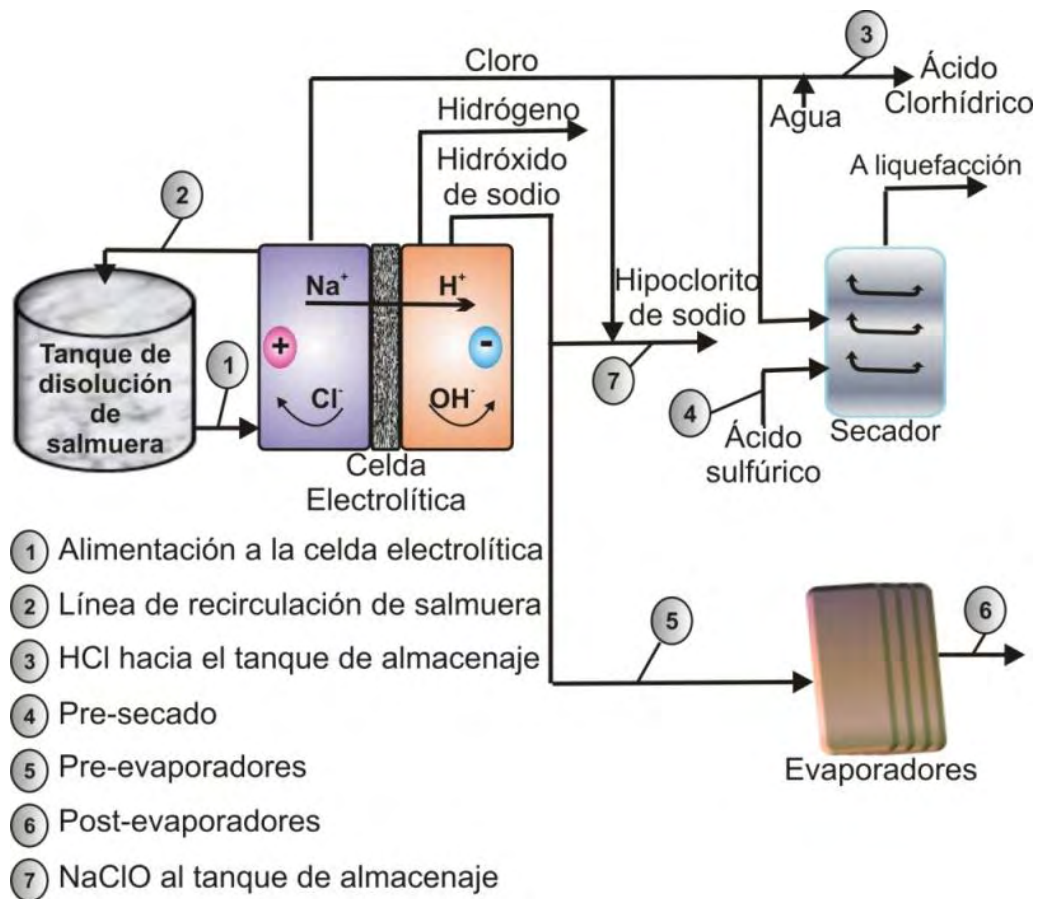 3
Cloro
Ácido
Clorhídrico
Hidrógeno
Agua
Hidróxido
de sodio
A liquefacción
2
Na⁺
H⁺
Hipoclorito
de sodio
Tanque de
disolución
de
salmuera
1
+
-
Cl⁻
OH⁻
7
4
Ácido
sulfúrico
Secador
Celda
Electrolítica
1 Alimentación a la celda electrolítica
2 Línea de recirculación de salmuera
3 HCl hacia el tanque de almacenaje
4 Pre-secado
5 Pre-evaporadores
6 Post-evaporadores
7 NaClO al tanque de almacenaje
5
6
Evaporadores